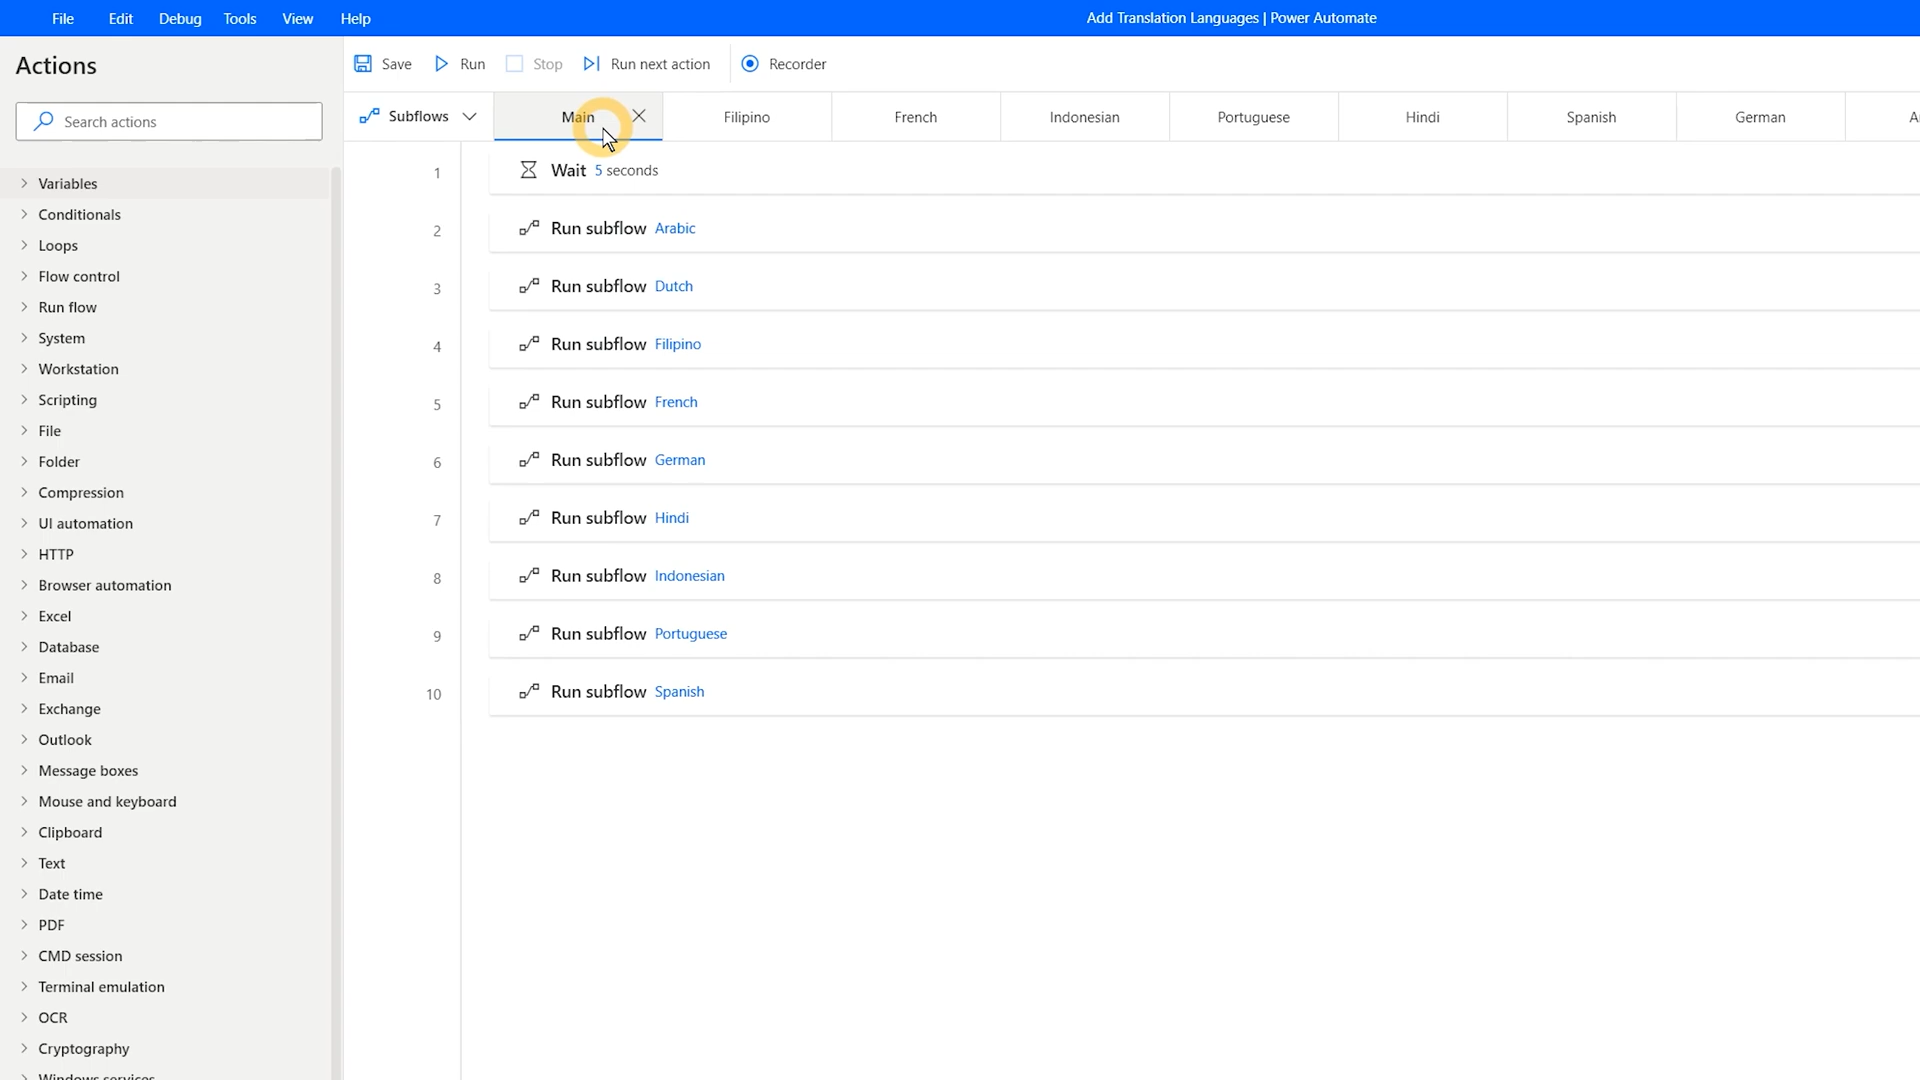 File Edit Debug Tools View Help
Add Translation Languages | Power Automate
Actions
Search actions
Variables
Conditionals
Loops
Flow control
Run flow
System
Workstation
Scripting
File
Folder
Compression
UI automation
HTTP
Browser automation
Excel
Database
Email
Exchange
Outlook
Message boxes
Mouse and keyboard
Clipboard
Text
Date time
PDF
CMD session
Terminal emulation
OCR
Cryptography
Windows services
Save Run Stop Run next action Recorder
Subflows Main Filipino French Indonesian Portuguese Hindi Spanish German
1 Wait 5 seconds
2 Run subflow Arabic
3 Run subflow Dutch
4 Run subflow Filipino
5 Run subflow French
6 Run subflow German
7 Run subflow Hindi
8 Run subflow Indonesian
9 Run subflow Portuguese
10 Run subflow Spanish